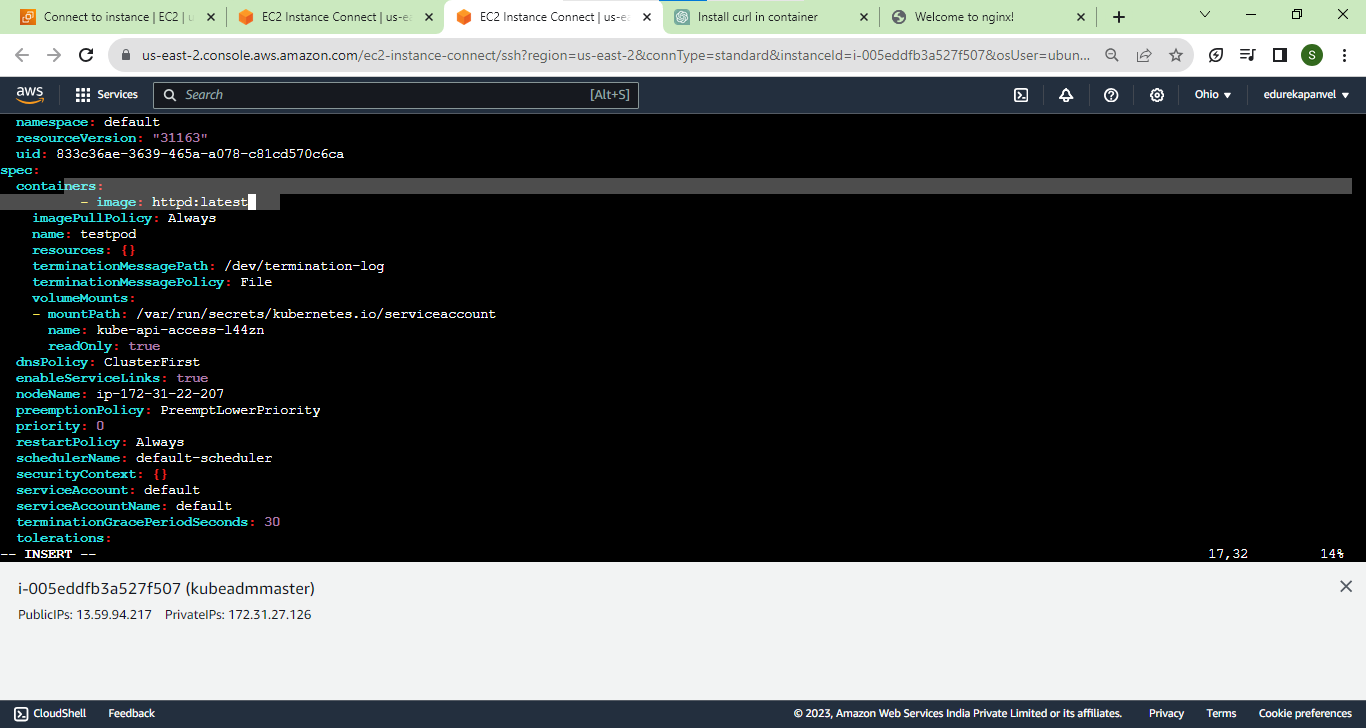 Connect to instance | EC2 | u
EC2 Instance Connect | us-ea
EC2 Instance Connect | us-e
Install curl in container
Welcome to nginx!
us-east-2.console.aws.amazon.com/ec2-instance-connect/ssh?region=us-east-2&connType=standard&instanceId=i-005eddfb3a527f507&osUser=ubun...
S
aws
Services
Search
[Alt+S]
Ohio
edurekapanvel
namespace: default
resourceVersion: "31163"
uid: 833c36ae-3639-465a-a078-c81cd570c6ca
spec:
containers:
- image: httpd:latest
imagePullPolicy: Always
name: testpod
resources: {}
terminationMessagePath: /dev/termination-log
terminationMessagePolicy: File
volumeMounts:
- mountPath: /var/run/secrets/kubernetes.io/serviceaccount
name: kube-api-access-l44zn
readOnly: true
dnsPolicy: ClusterFirst
enableServiceLinks: true
nodeName: ip-172-31-22-207
preemptionPolicy: PreemptLowerPriority
priority: 0
restartPolicy: Always
schedulerName: default-scheduler
securityContext: {}
serviceAccount: default
serviceAccountName: default
terminationGracePeriodSeconds: 30
tolerations:
-- INSERT --
17,32
14%
i-005eddfb3a527f507 (kubeadmmaster)
PublicIPs: 13.59.94.217 PrivateIPs: 172.31.27.126
CloudShell
Feedback
© 2023, Amazon Web Services India Private Limited or its affiliates.
Privacy
Terms
Cookie preferences